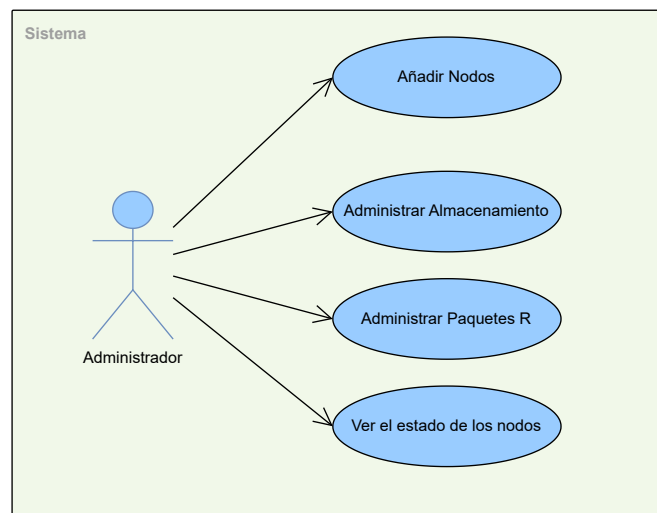 Sistema
Añadir Nodos
Administrar Almacenamiento
Administrar Paquetes R
Administrador
Ver el estado de los nodos